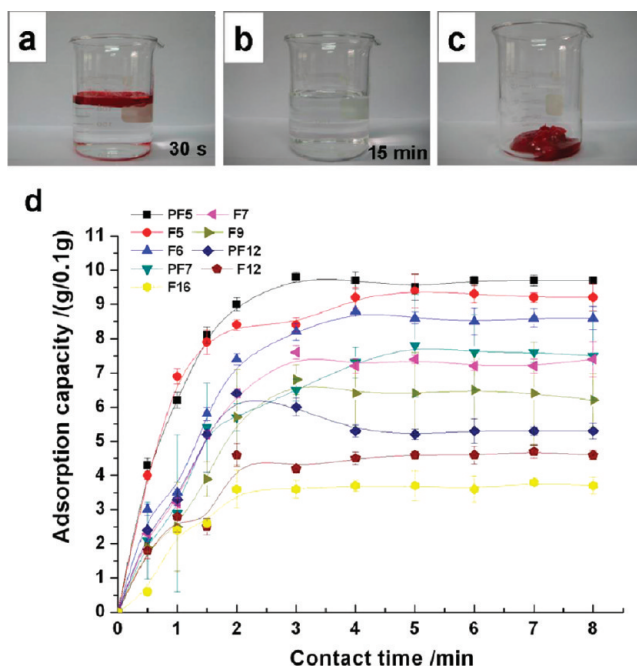 a
b
c
30 s
15 min
d
PF5 F7
F5 F9
F6 PF12
PF7 F12
F16
11
10
9
8
7
6
5
4
3
2
1
0
Adsorption capacity /(g/0.1g)
0 1 2 3 4 5 6 7 8
Contact time /min